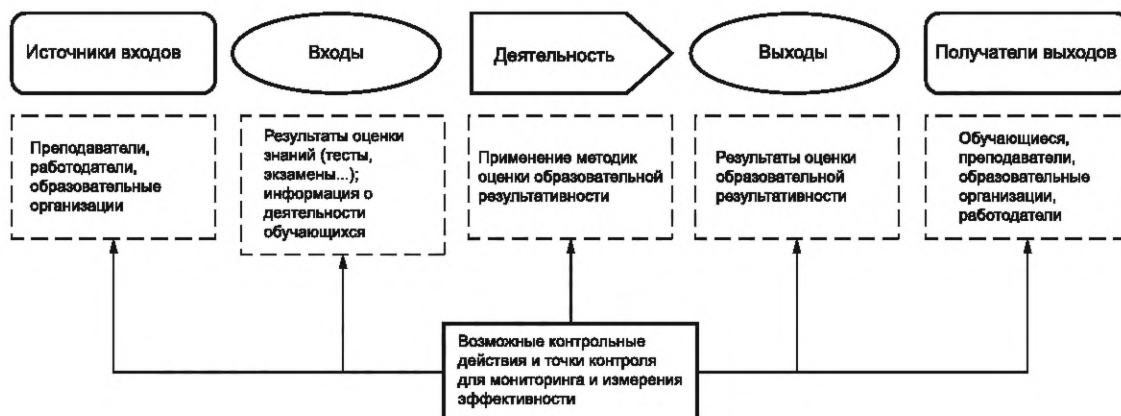 Источники входов
Входы
Деятельность
Выходы
Получатели выходов
Преподаватели,
работодатели,
образовательные
организации
Результаты оценки
знаний (тесты,
экзамены...);
информация о
деятельности
обучающихся
Применение методик
оценки образовательной
результативности
Результаты оценки
образовательной
результативности
Обучающиеся,
преподаватели,
образовательные
организации,
работодатели
Возможные контрольные
действия и точки контроля
для мониторинга и измерения
эффективности